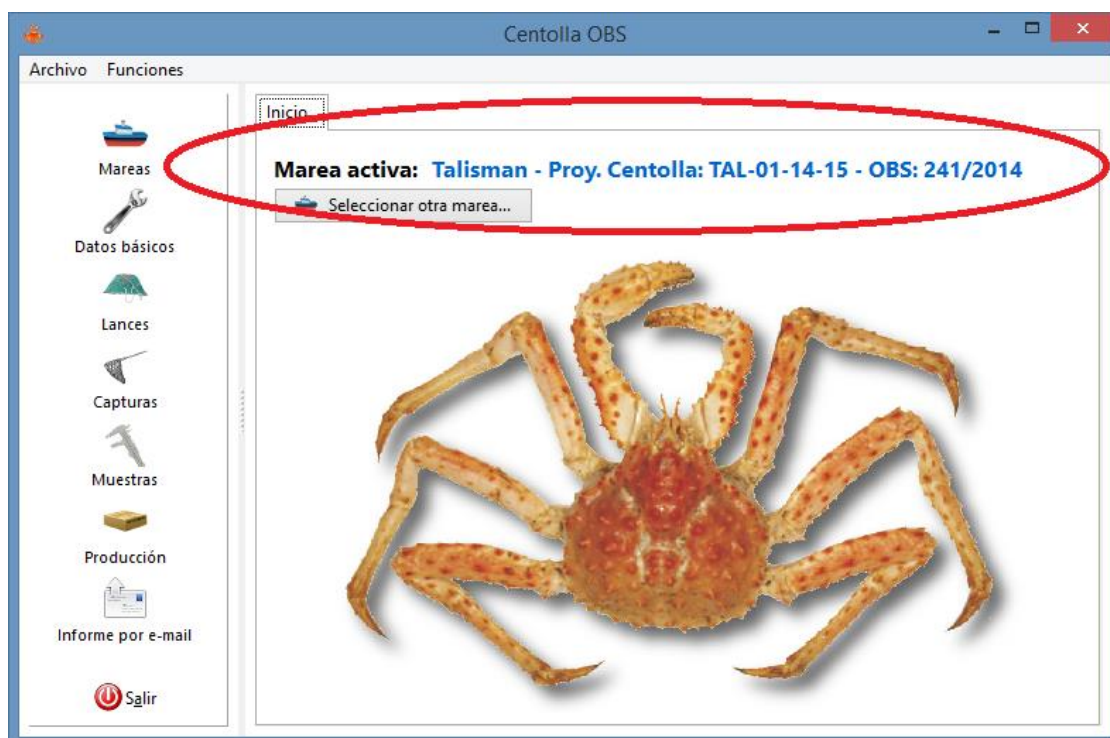 Centolla OBS
Archivo Funciones
Mareas
Datos básicos
Lances
Capturas
Muestras
Producción
Informe por e-mail
Salir
Inicio
Marea activa: Talisman - Proy. Centolla: TAL-01-14-15 - OBS: 241/2014
Seleccionar otra marea...